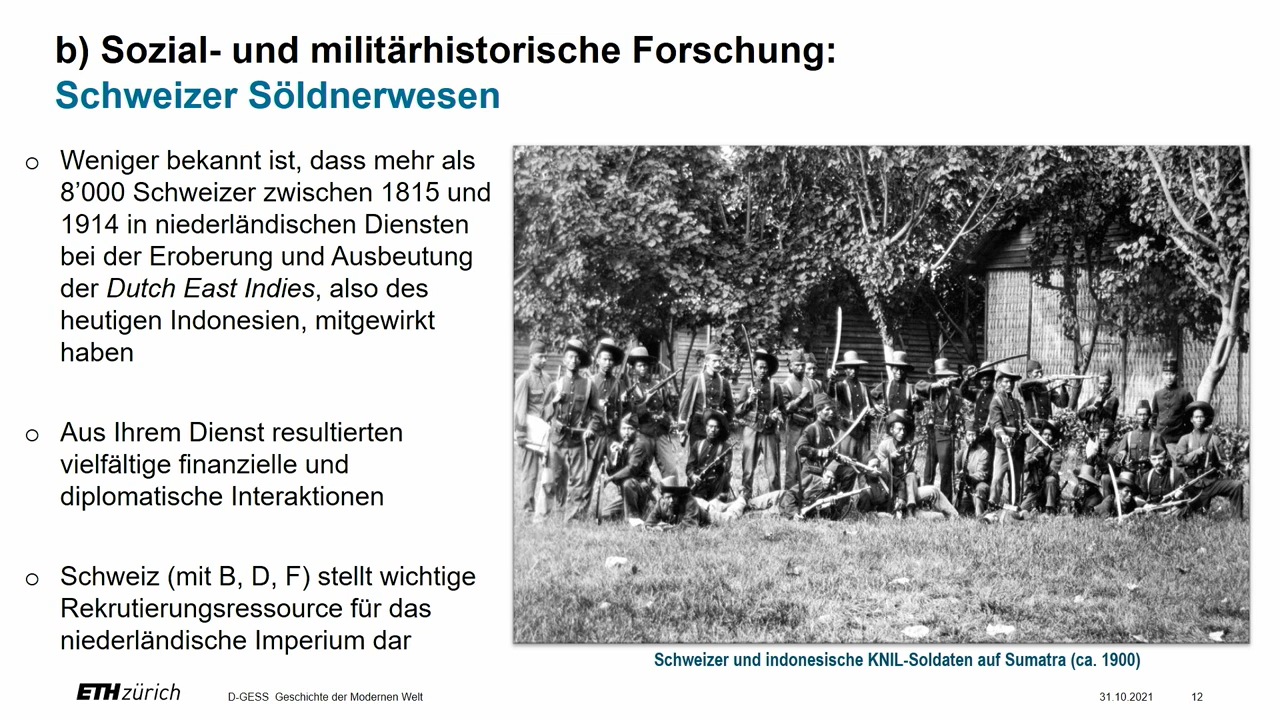 b) Sozial- und militärhistorische Forschung:
Schweizer Söldnerwesen
o Weniger bekannt ist, dass mehr als
8’000 Schweizer zwischen 1815 und
1914 in niederländischen Diensten
bei der Eroberung und Ausbeutung
der Dutch East Indies, also des
heutigen Indonesien, mitgewirkt
haben
o Aus Ihrem Dienst resultierten
vielfältige finanzielle und
diplomatische Interaktionen
o Schweiz (mit B, D, F) stellt wichtige
Rekrutierungsressource für das
niederländische Imperium dar
Schweizer und indonesische KNIL-Soldaten auf Sumatra (ca. 1900)
ETH zürich
D-GESS Geschichte der Modernen Welt
31.10.2021
12